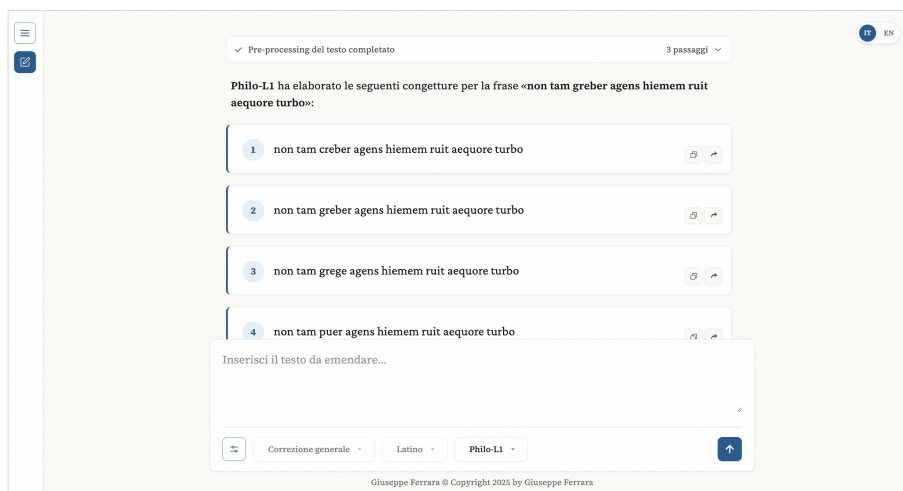 IT EN
Pre-processing del testo completato 3 passaggi
Philo-L1 ha elaborato le seguenti congetture per la frase «non tam greber agens hiemem ruit
aequore turbo»:
1 non tam creber agens hiemem ruit aequore turbo
2 non tam greber agens hiemem ruit aequore turbo
3 non tam grege agens hiemem ruit aequore turbo
4 non tam puer agens hiemem ruit aequore turbo
Inserisci il testo da emendare...
Correzione generale Latino Philo-L1
Giuseppe Ferrara © Copyright 2025 by Giuseppe Ferrara